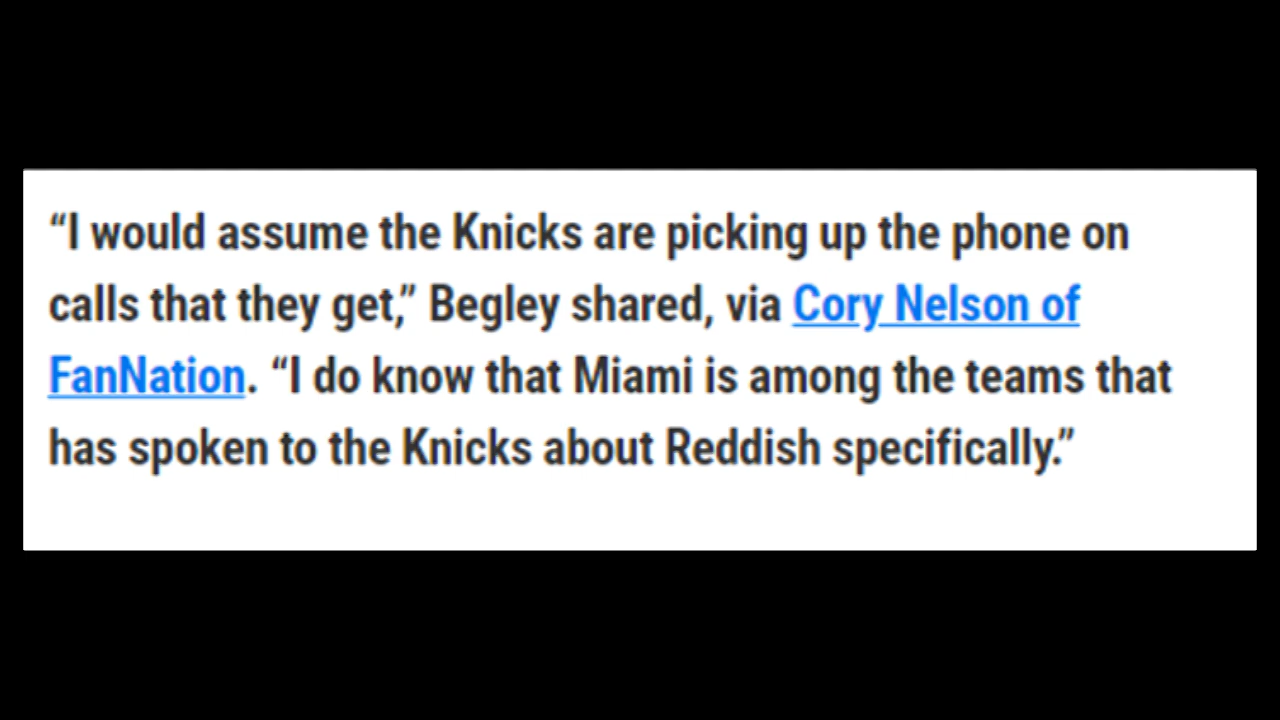 “I would assume the Knicks are picking up the phone on
calls that they get,” Begley shared, via Cory Nelson of
FanNation. “I do know that Miami is among the teams that
has spoken to the Knicks about Reddish specifically.”